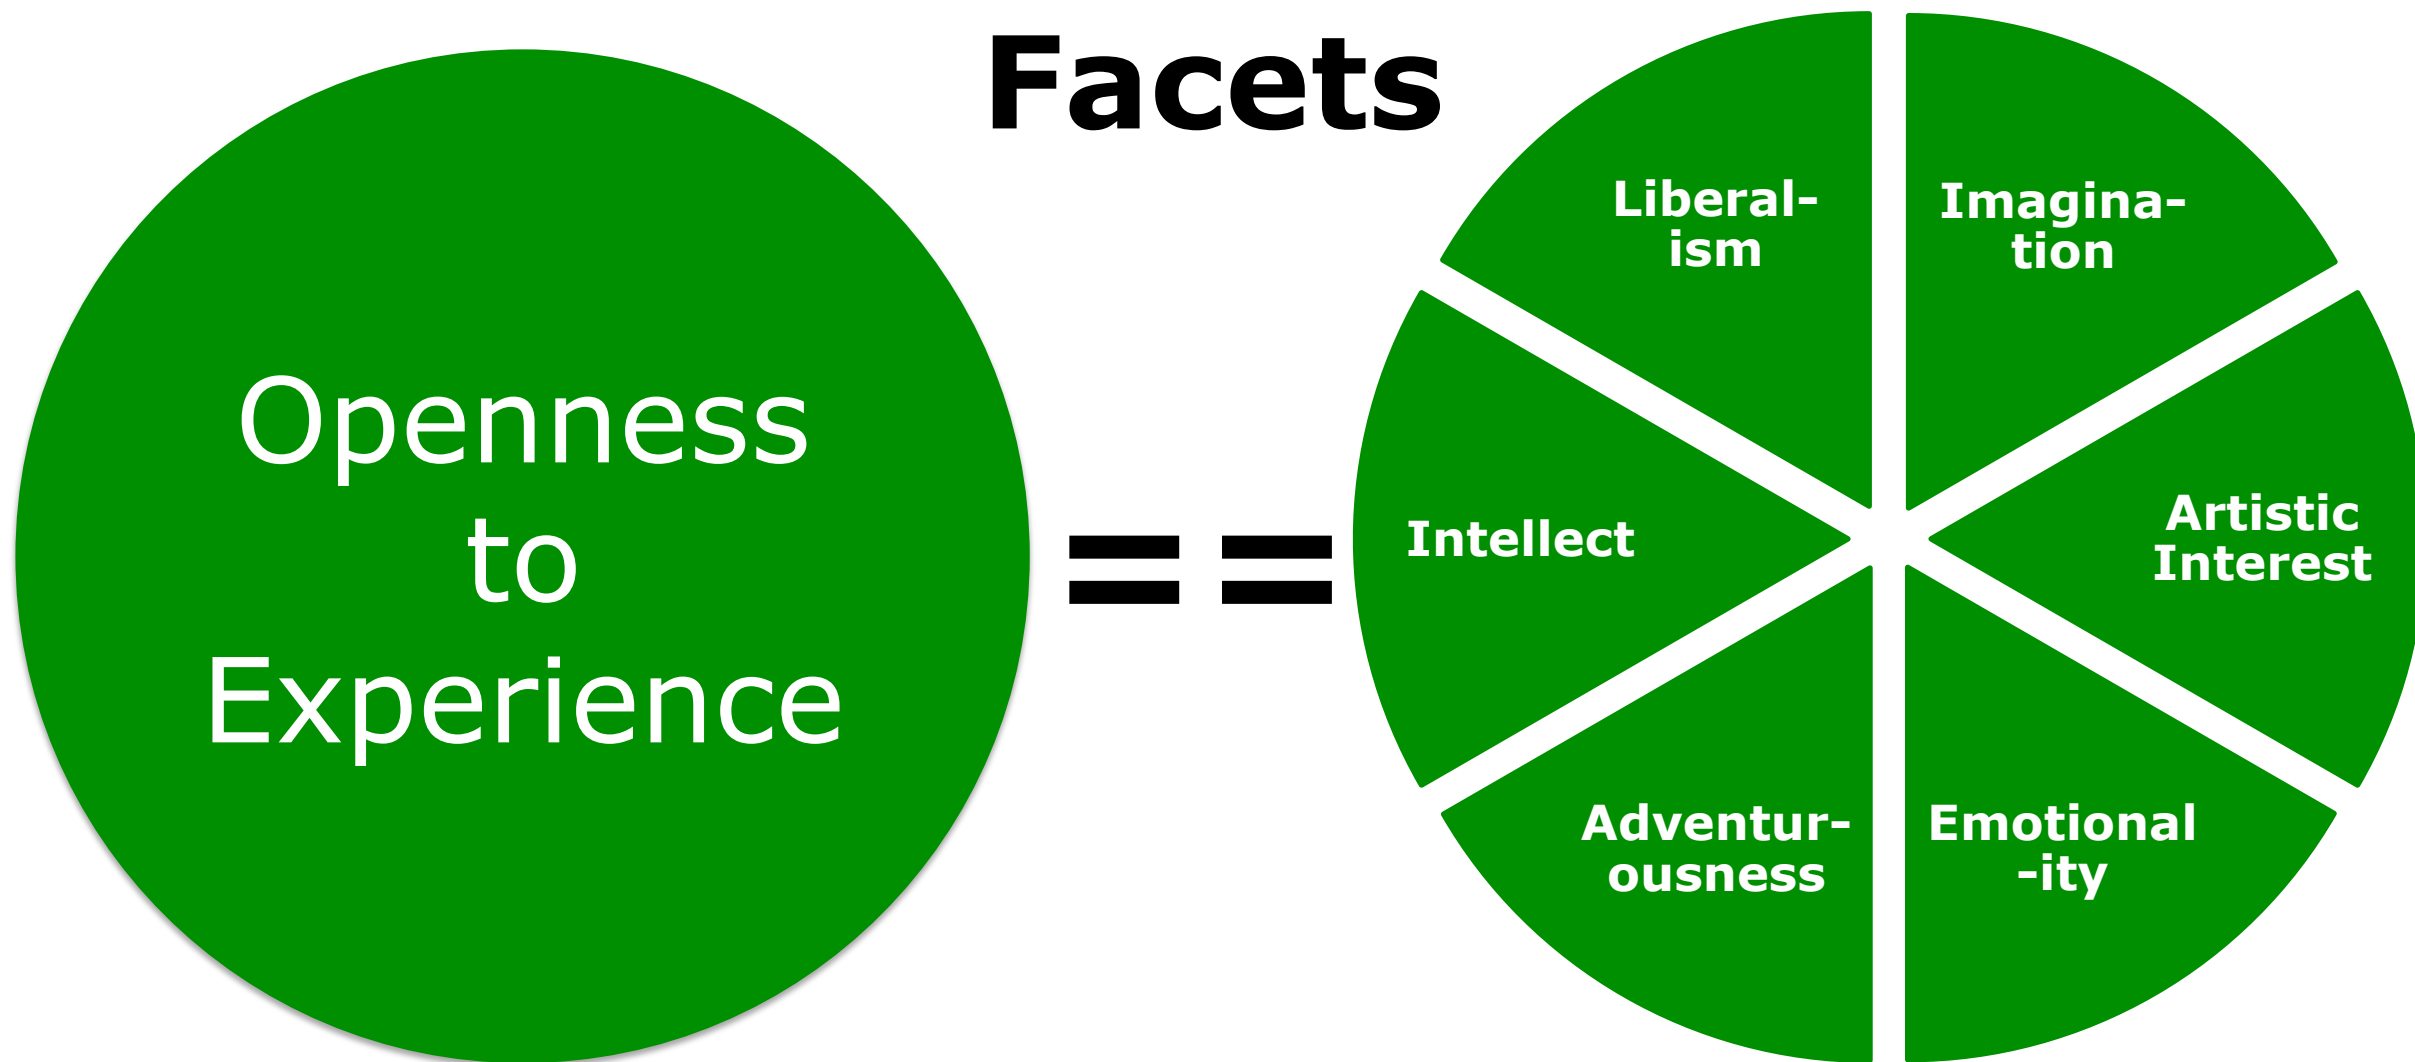 Facets
Openness
to
Experience
==
Liberal-
ism
Imagina-
tion
Intellect
Artistic
Interest
Adventur-
ousness
Emotional
-ity